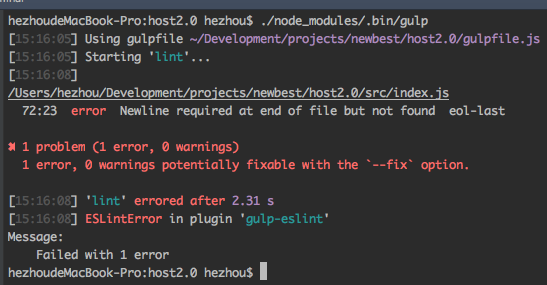 hezhoudeMacBook-Pro:host2.0 hezhou$ ./node_modules/.bin/gulp
[15:16:05] Using gulpfile ~/Development/projects/newbest/host2.0/gulpfile.js
[15:16:05] Starting 'lint'...
[15:16:08]
/Users/hezhou/Development/projects/newbest/host2.0/src/index.js
72:23 error Newline required at end of file but not found eol-last
✖ 1 problem (1 error, 0 warnings)
1 error, 0 warnings potentially fixable with the `--fix` option.
[15:16:08] 'lint' errored after 2.31 s
[15:16:08] ESLintError in plugin 'gulp-eslint'
Message:
Failed with 1 error
hezhoudeMacBook-Pro:host2.0 hezhou$